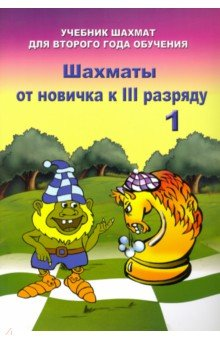 УЧЕБНИК ШАХМАТ
ДЛЯ ВТОРОГО ГОДА ОБУЧЕНИЯ
Шахматы
от новичка к III разряду
1